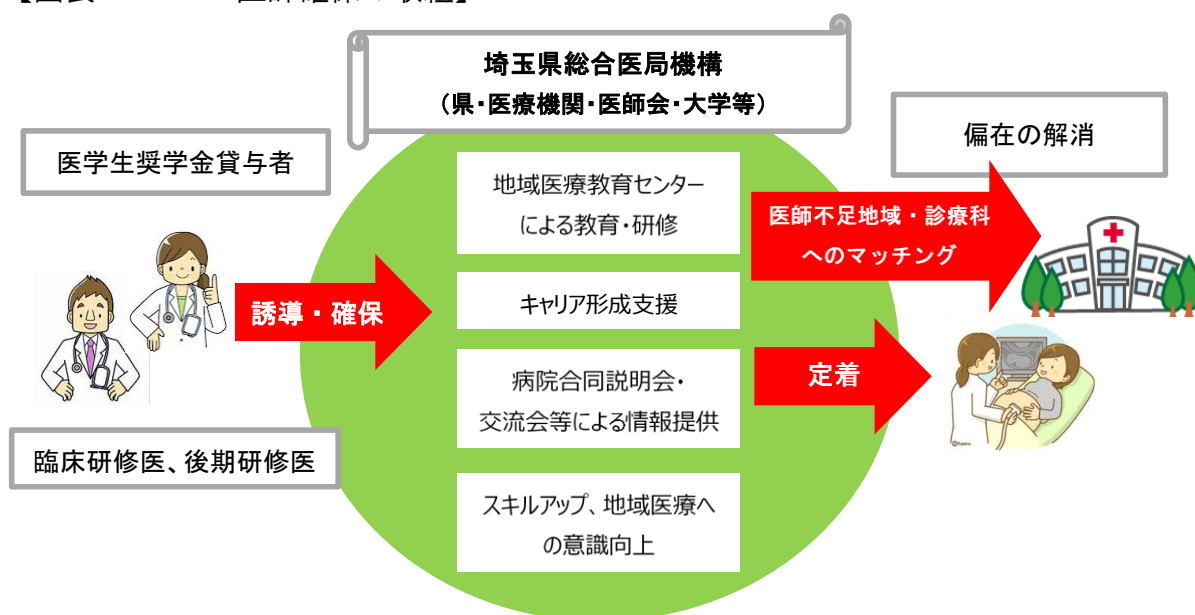 埼玉県総合医局機構
（県・医療機関・医師会・大学等）
医学生奨学金貸与者
偏在の解消
地域医療教育センター
による教育・研修
医師不足地域・診療科
へのマッチング
誘導・確保
キャリア形成支援
病院合同説明会・
交流会等による情報提供
定着
臨床研修医、後期研修医
スキルアップ、地域医療へ
の意識向上